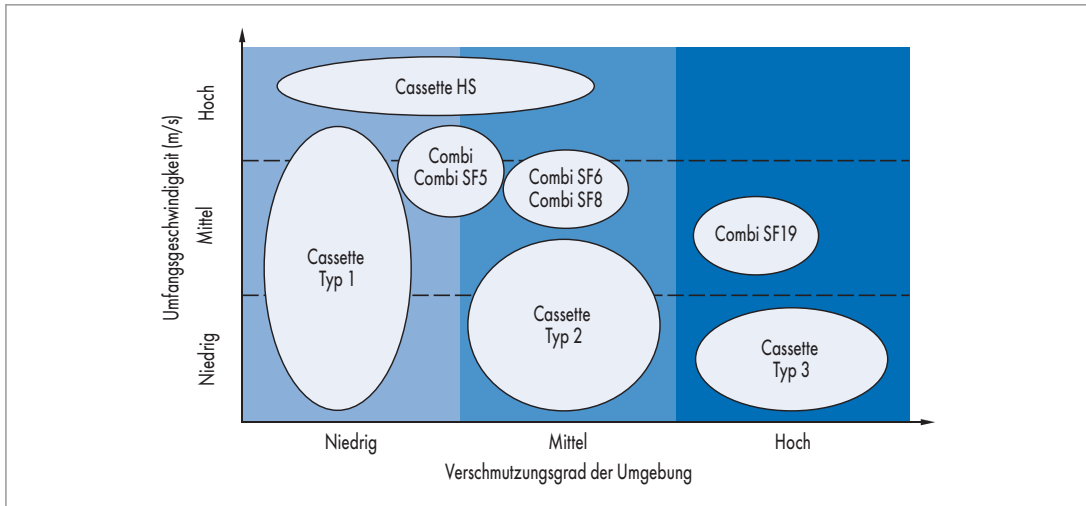 Umfangsgeschwindigkeit (m/s)
Hoch
Mittel
Niedrig
Cassette HS
Combi
Combi SF5
Combi SF6
Combi SF8
Combi SF19
Cassette
Typ 1
Cassette
Typ 2
Cassette
Typ 3
Niedrig
Mittel
Hoch
Verschmutzungsgrad der Umgebung